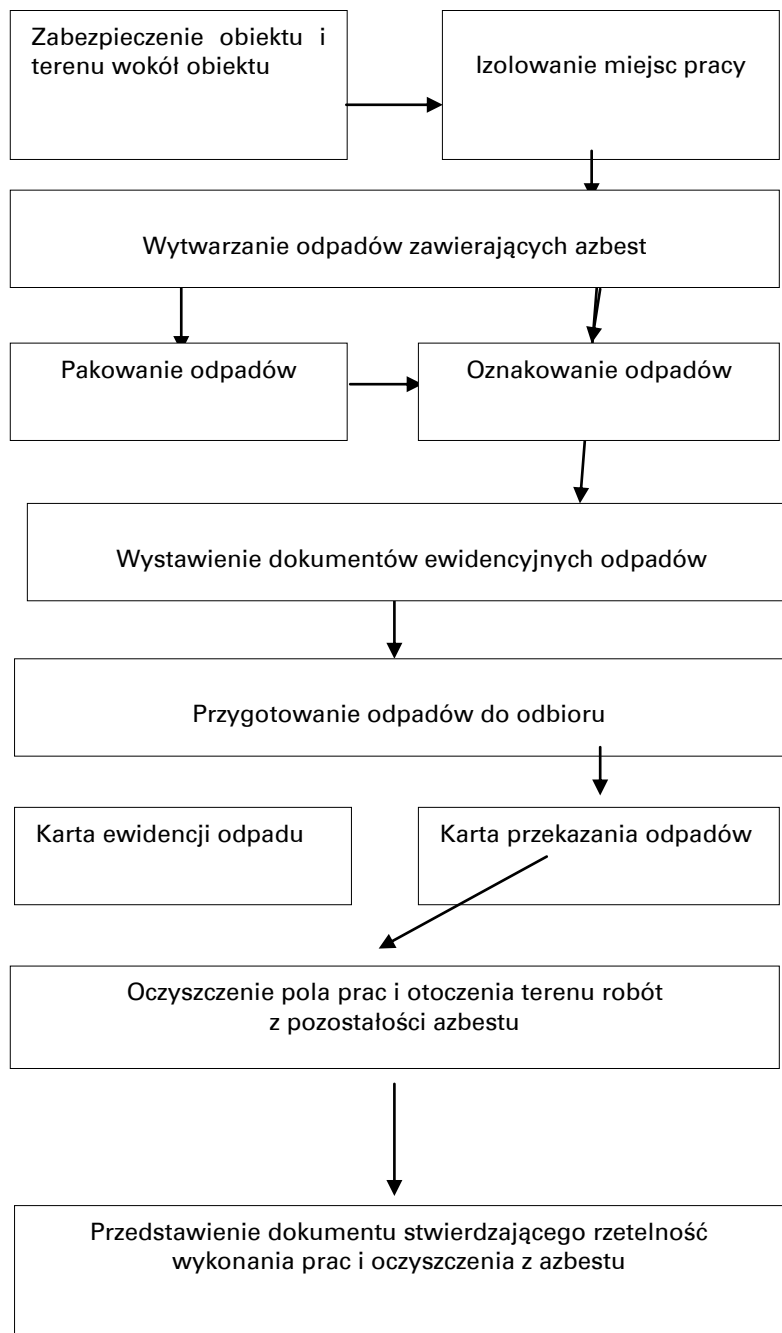 Zabezpieczenie obiektu i
terenu wokół obiektu
Izolowanie miejsc pracy
Wytwarzanie odpadów zawierających azbest
Pakowanie odpadów
Oznakowanie odpadów
Wystawienie dokumentów ewidencyjnych odpadów
Przygotowanie odpadów do odbioru
Karta ewidencji odpadu
Karta przekazania odpadów
Oczyszczenie pola prac i otoczenia terenu robót
z pozostałości azbestu
Przedstawienie dokumentu stwierdzającego rzetelność
wykonania prac i oczyszczenia z azbestu